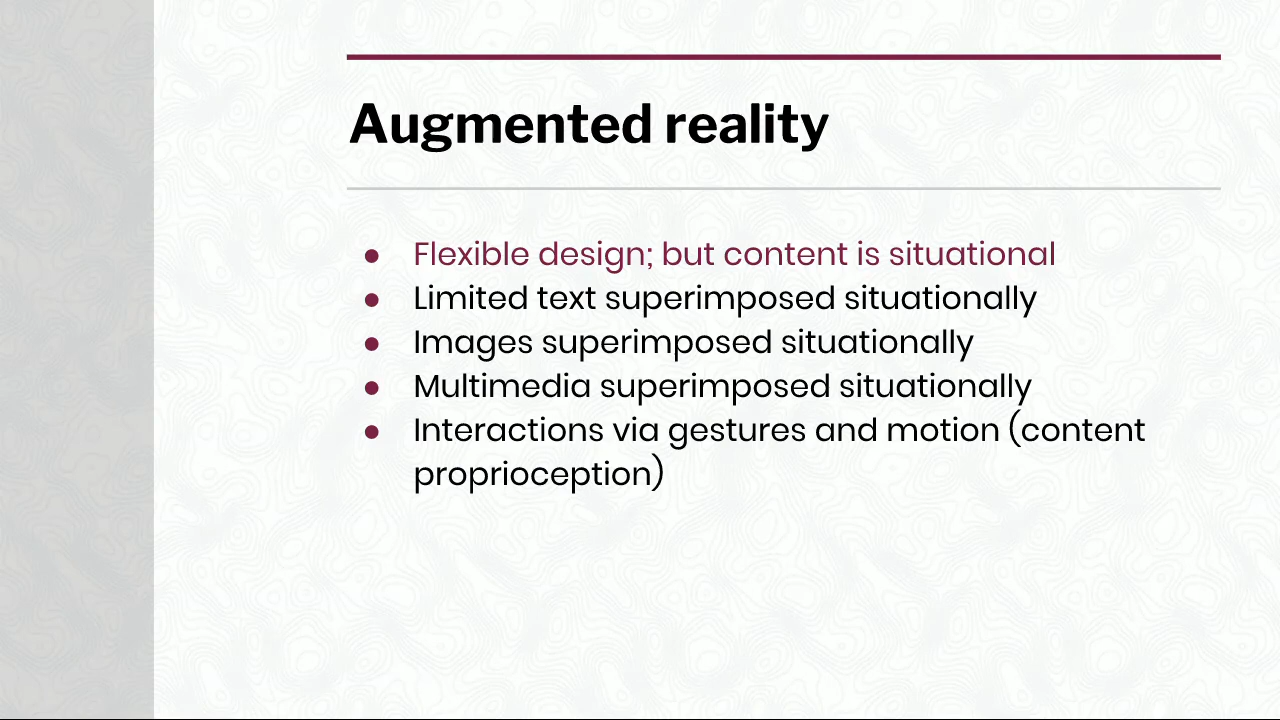 Augmented reality
● Flexible design; but content is situational
● Limited text superimposed situationally
● Images superimposed situationally
● Multimedia superimposed situationally
● Interactions via gestures and motion (content
proprioception)